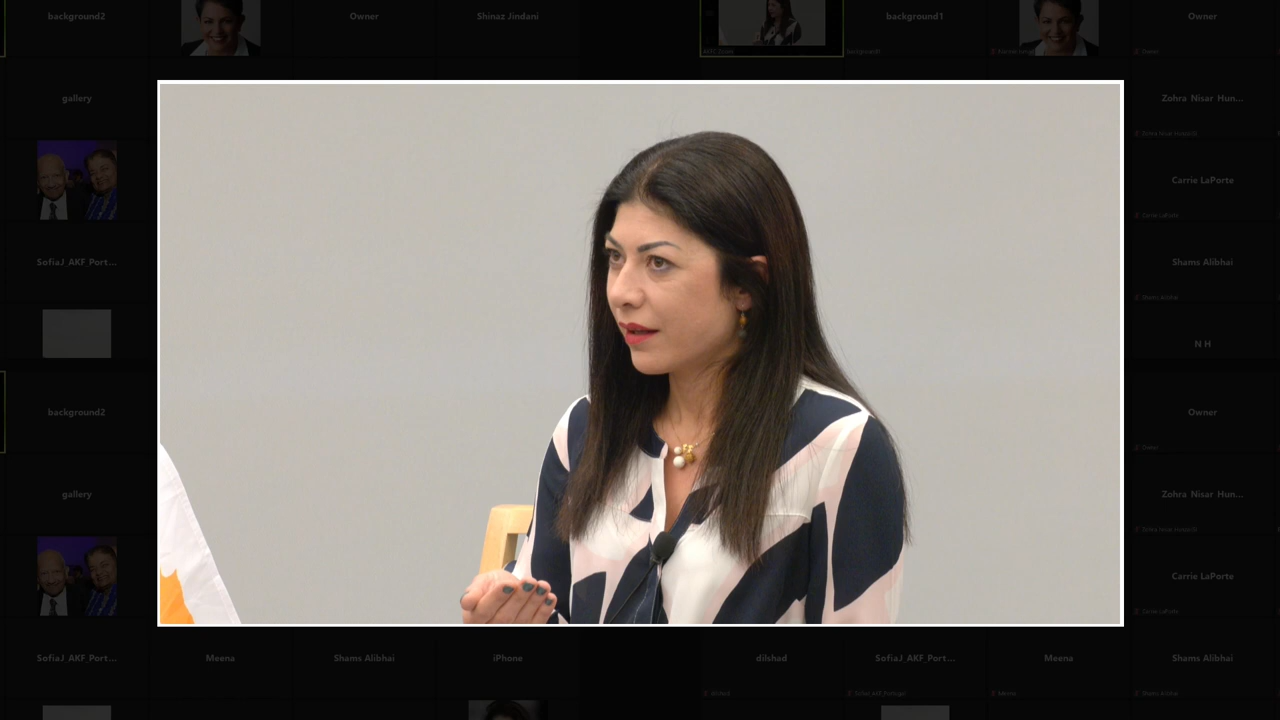 background2
Owner
Shinaz Jindani
background1
Owner
gallery
Zohra Nisar Hun...
Carrie LaPorte
SofiaJ_AKF_Port...
Shams Alibhai
N H
background2
Owner
gallery
Zohra Nisar Hun...
Carrie LaPorte
SofiaJ_AKF_Port...
Meena
Shams Alibhai
iPhone
dilshad
SofiaJ_AKF_Port...
Meena
Shams Alibhai